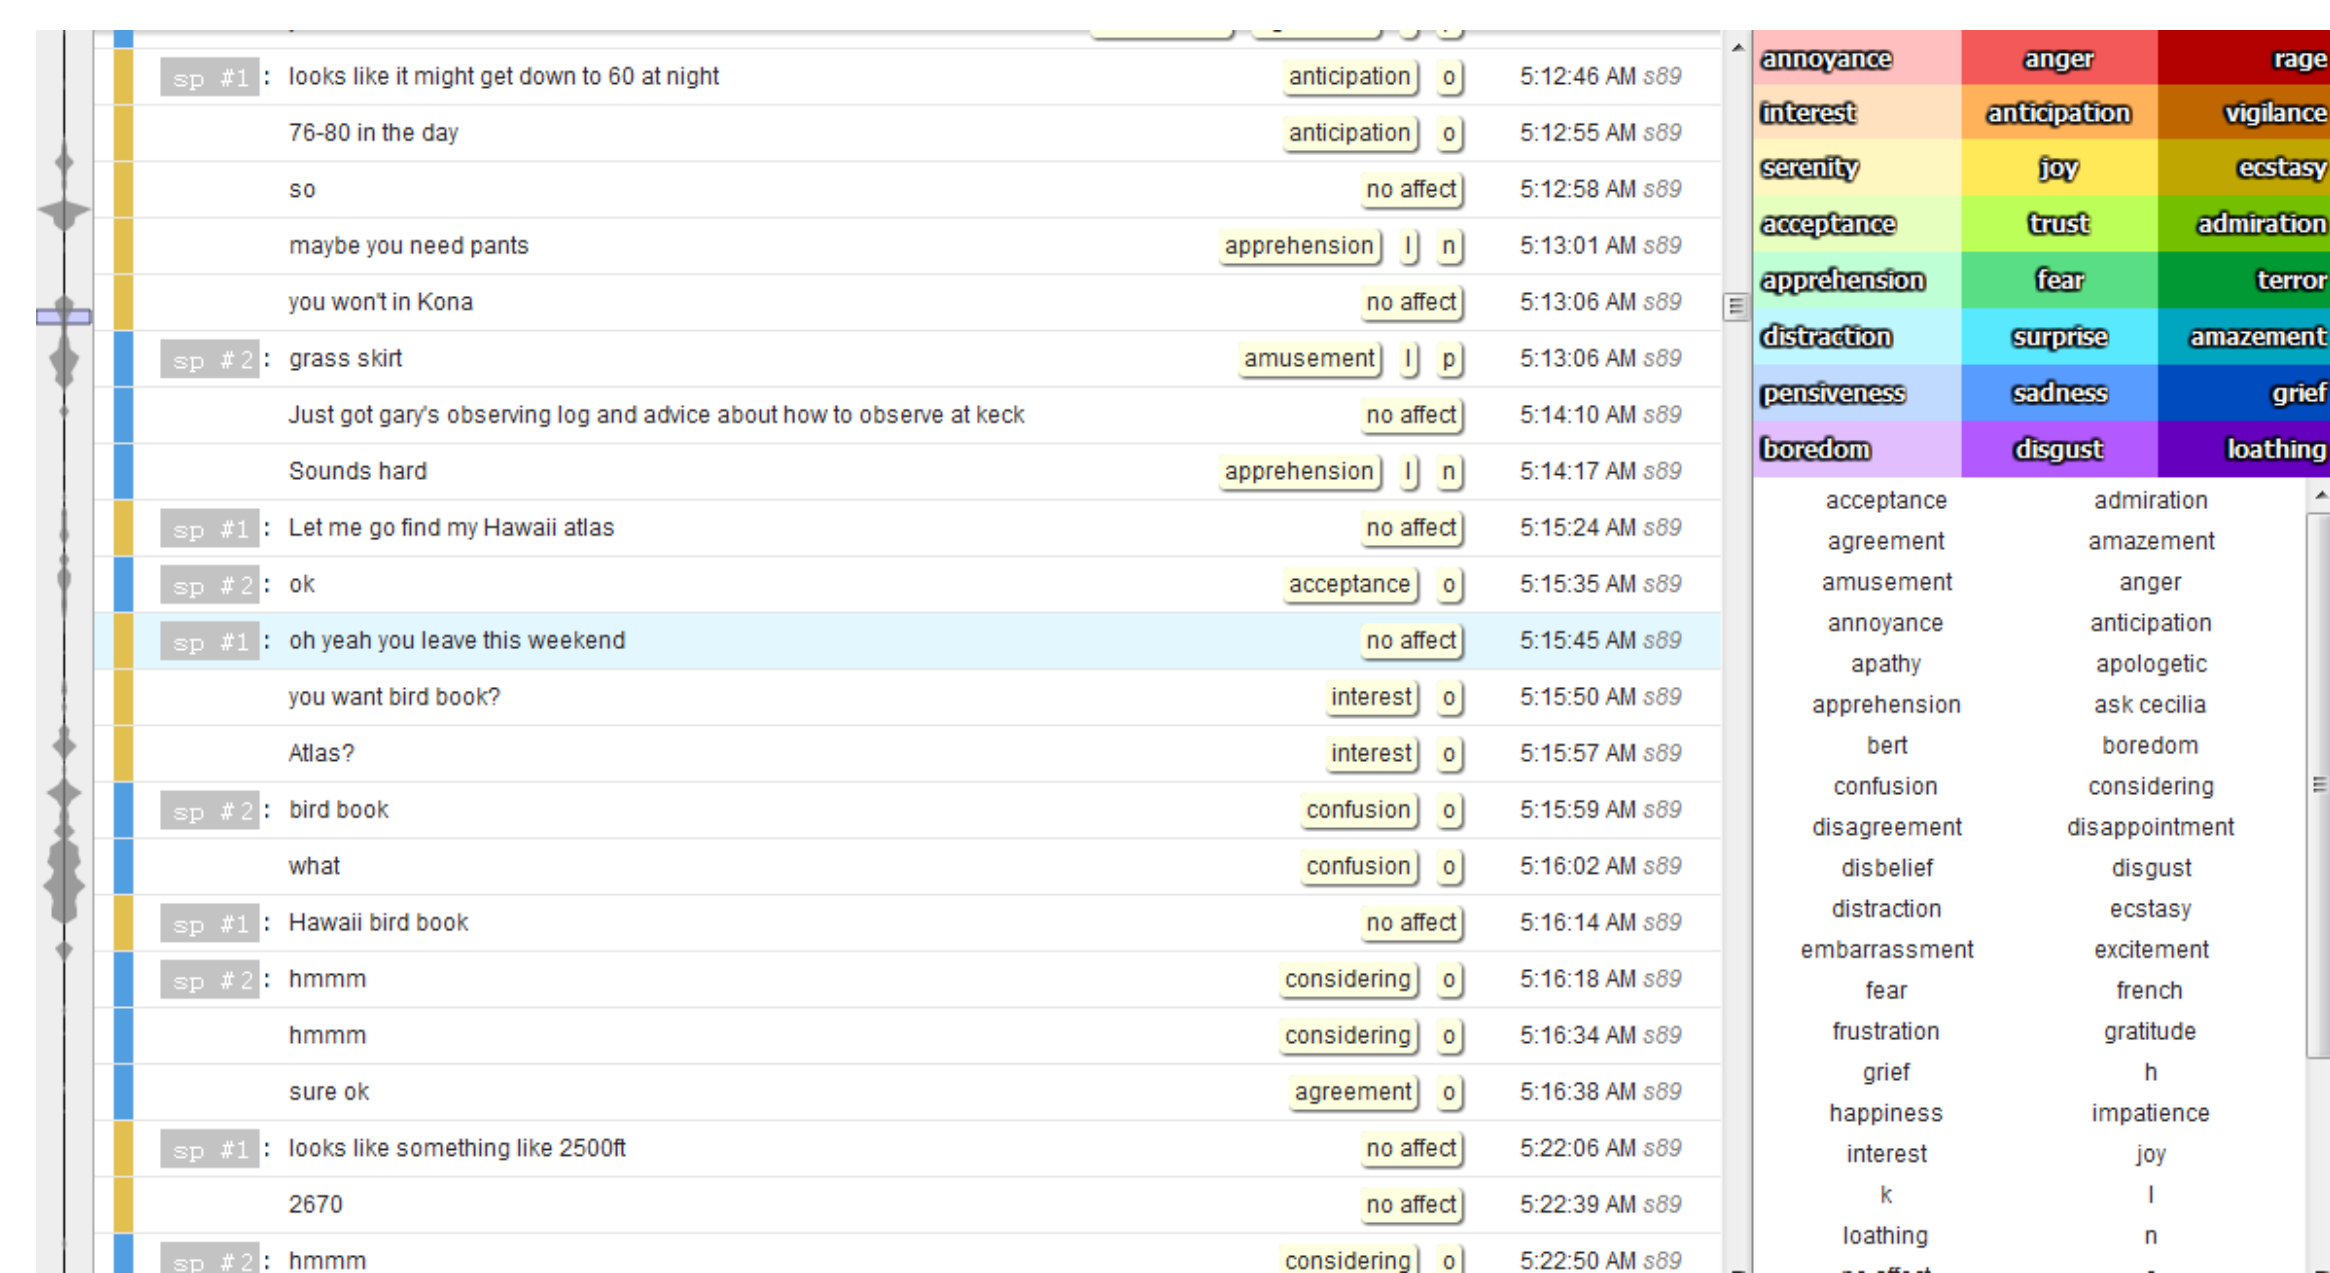 sp #1: looks like it might get down to 60 at night anticipation o 5:12:46 AM s89
76-80 in the day anticipation o 5:12:55 AM s89
so no affect 5:12:58 AM s89
maybe you need pants apprehension l n 5:13:01 AM s89
you won't in Kona no affect 5:13:06 AM s89
sp #2: grass skirt amusement l p 5:13:06 AM s89
Just got gary's observing log and advice about how to observe at keck no affect 5:14:10 AM s89
Sounds hard apprehension l n 5:14:17 AM s89
sp #1: Let me go find my Hawaii atlas no affect 5:15:24 AM s89
sp #2: ok acceptance o 5:15:35 AM s89
sp #1: oh yeah you leave this weekend no affect 5:15:45 AM s89
you want bird book? interest o 5:15:50 AM s89
Atlas? interest o 5:15:57 AM s89
sp #2: bird book confusion o 5:15:59 AM s89
what confusion o 5:16:02 AM s89
sp #1: Hawaii bird book no affect 5:16:14 AM s89
sp #2: hmmm considering o 5:16:18 AM s89
hmmm considering o 5:16:34 AM s89
sure ok agreement o 5:16:38 AM s89
sp #1: looks like something like 2500ft no affect 5:22:06 AM s89
2670 no affect 5:22:39 AM s89
sp #2: hmmm considering o 5:22:50 AM s89
annoyance anger rage
interest anticipation vigilance
serenity joy ecstasy
acceptance trust admiration
apprehension fear terror
distraction surprise amazement
pensiveness sadness grief
boredom disgust loathing
acceptance admiration
agreement amazement
amusement anger
annoyance anticipation
apathy apologetic
apprehension ask cecilia
bert boredom
confusion considering
disagreement disappointment
disbelief disgust
distraction ecstasy
embarrassment excitement
fear french
frustration gratitude
grief h
happiness impatience
interest joy
k l
loathing n